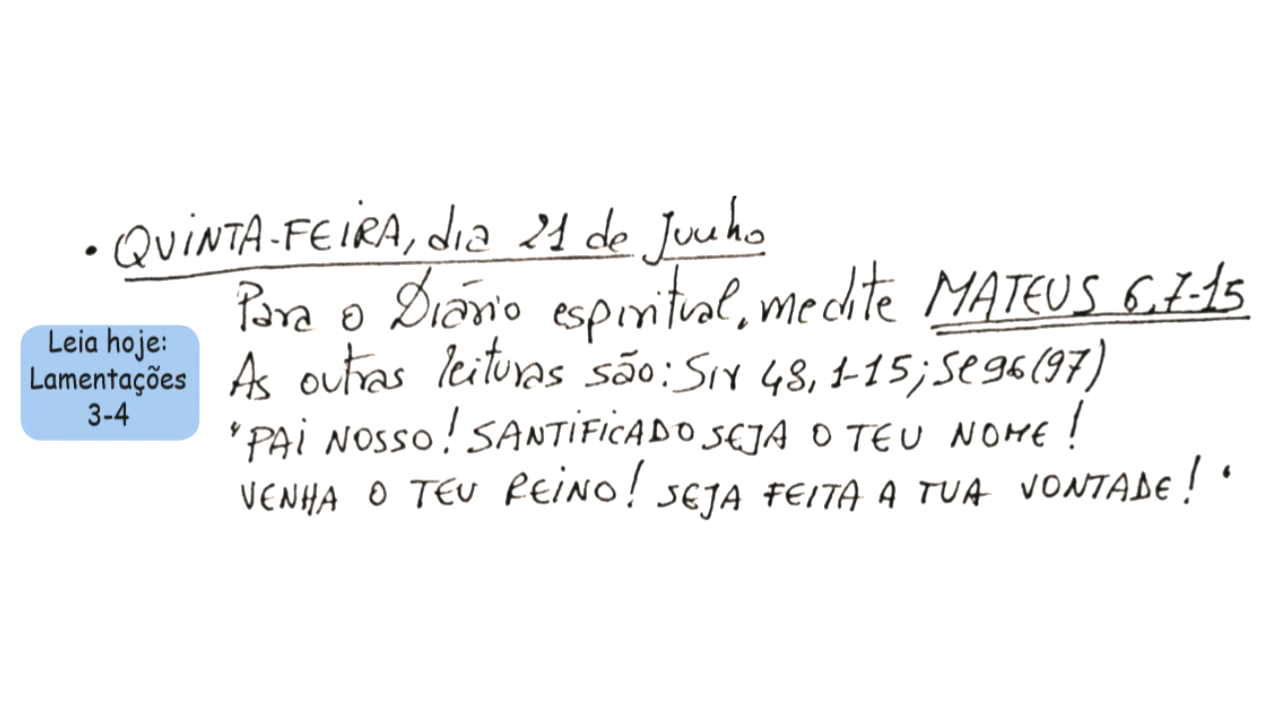 • QUINTA-FEIRA, dia 21 de Junho
Para o Diário espiritual, medite MATEUS 6,7-15
Leia hoje:
Lamentações
3-4
As outras leituras são: Sir 48, 1-15; Sl 96 (97)
"PAI NOSSO! SANTIFICADO SEJA O TEU NOME!
VENHA O TEU REINO! SEJA FEITA A TUA VONTADE!"